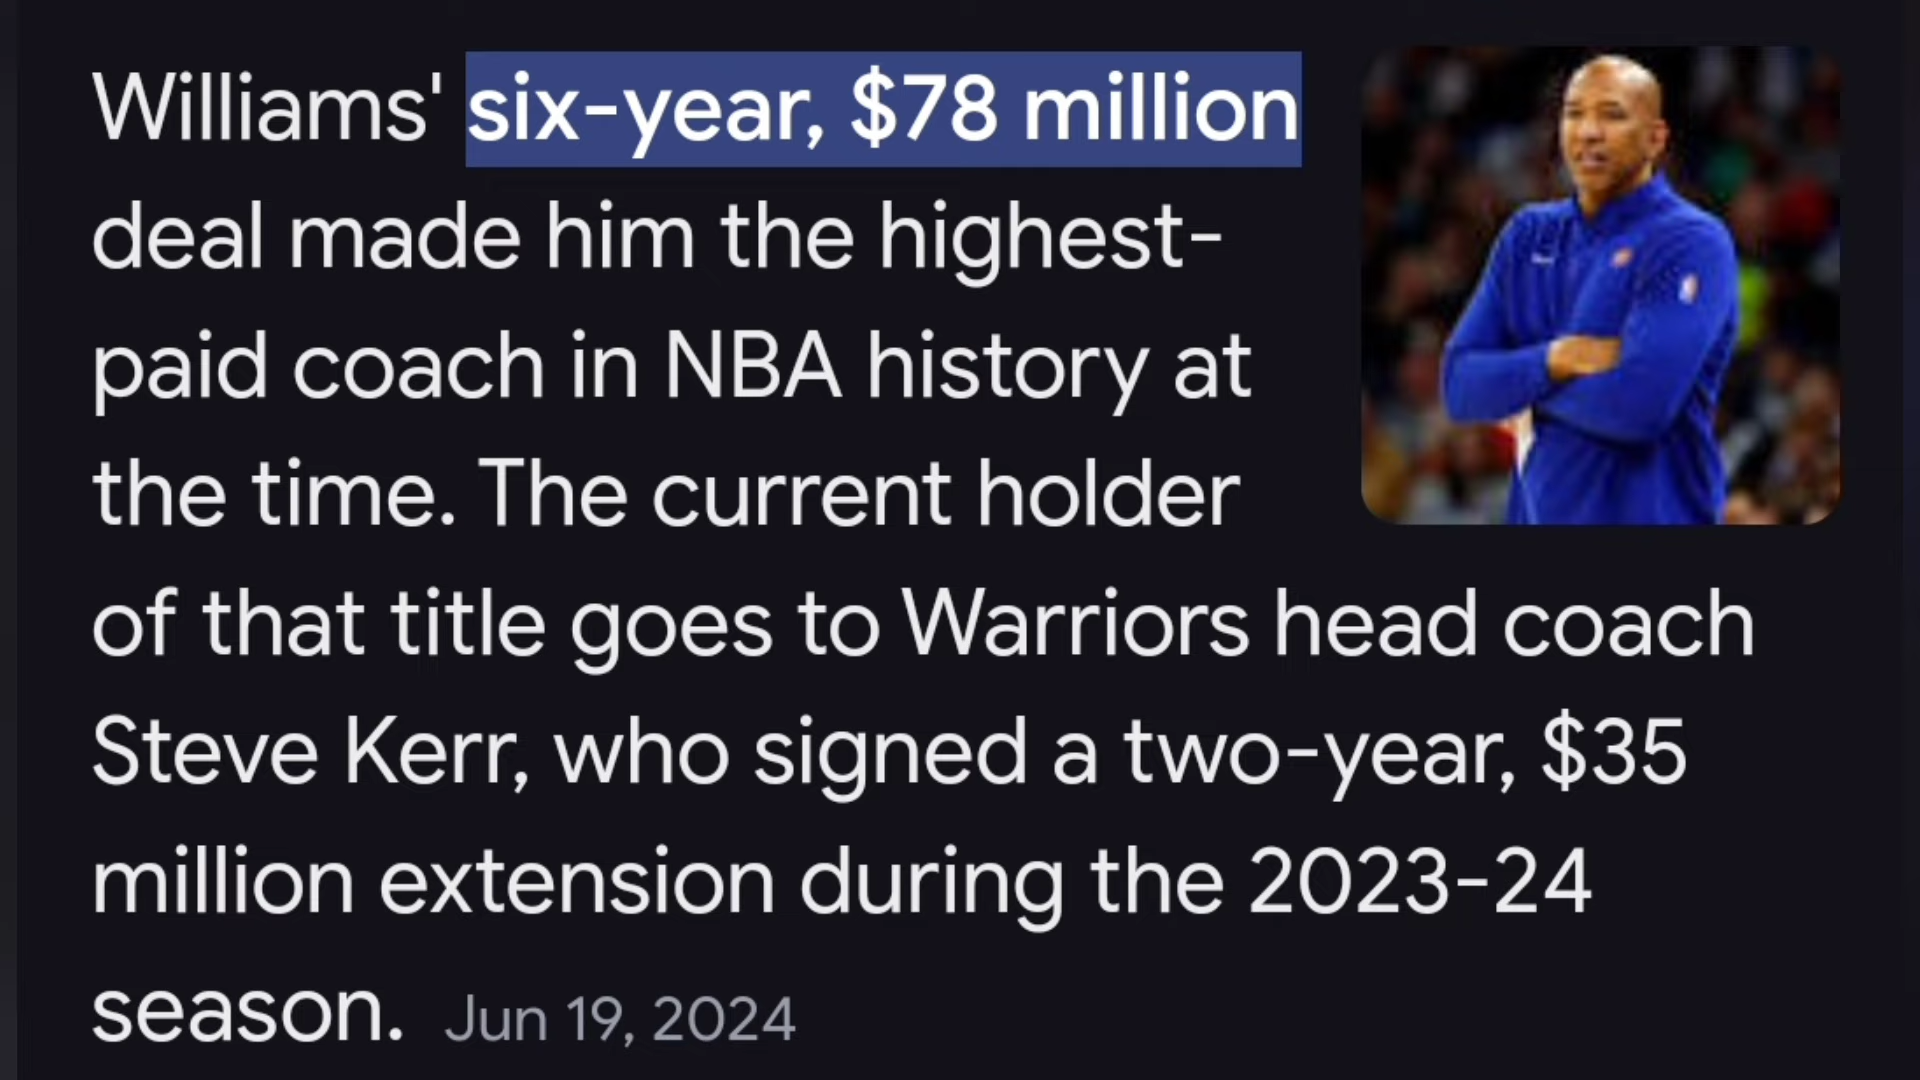 Williams' six-year, $78 million
deal made him the highest-
paid coach in NBA history at
the time. The current holder
of that title goes to Warriors head coach
Steve Kerr, who signed a two-year, $35
million extension during the 2023-24
season. Jun 19, 2024